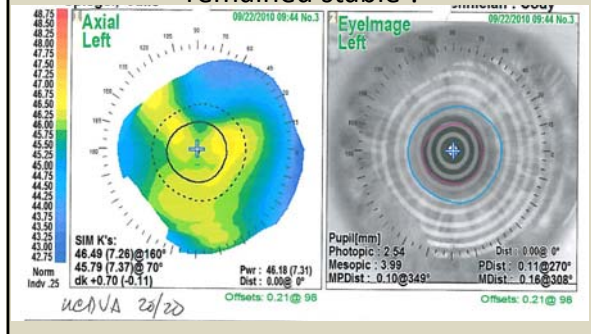 remained stable .
Axial
Left
09/22/2010 09:44 No.3
48.75
48.50
48.25
48.00
47.75
47.50
47.25
47.00
46.75
46.50
46.25
46.00
45.75
45.50
45.25
45.00
44.75
44.50
44.25
44.00
43.75
43.50
43.25
43.00
42.75
Norm
Indv .25
SIM K's:
46.49 (7.26)@160°
45.79 (7.37)@ 70°
dk +0.70 (-0.11)
Pwr : 46.18 (7.31)
Dist : 0.00@ 0°
Offsets: 0.21@ 98
UCDVA 20/20
EyeImage
Left
09/22/2010 09:44 No.3
Pupil[mm]
Photopic : 2.54
Mesopic : 3.99
MPDist : 0.10@349°
Dist : 0.00@ 0°
PDist : 0.11@270°
MDist : 0.16@308°
Offsets: 0.21@ 98